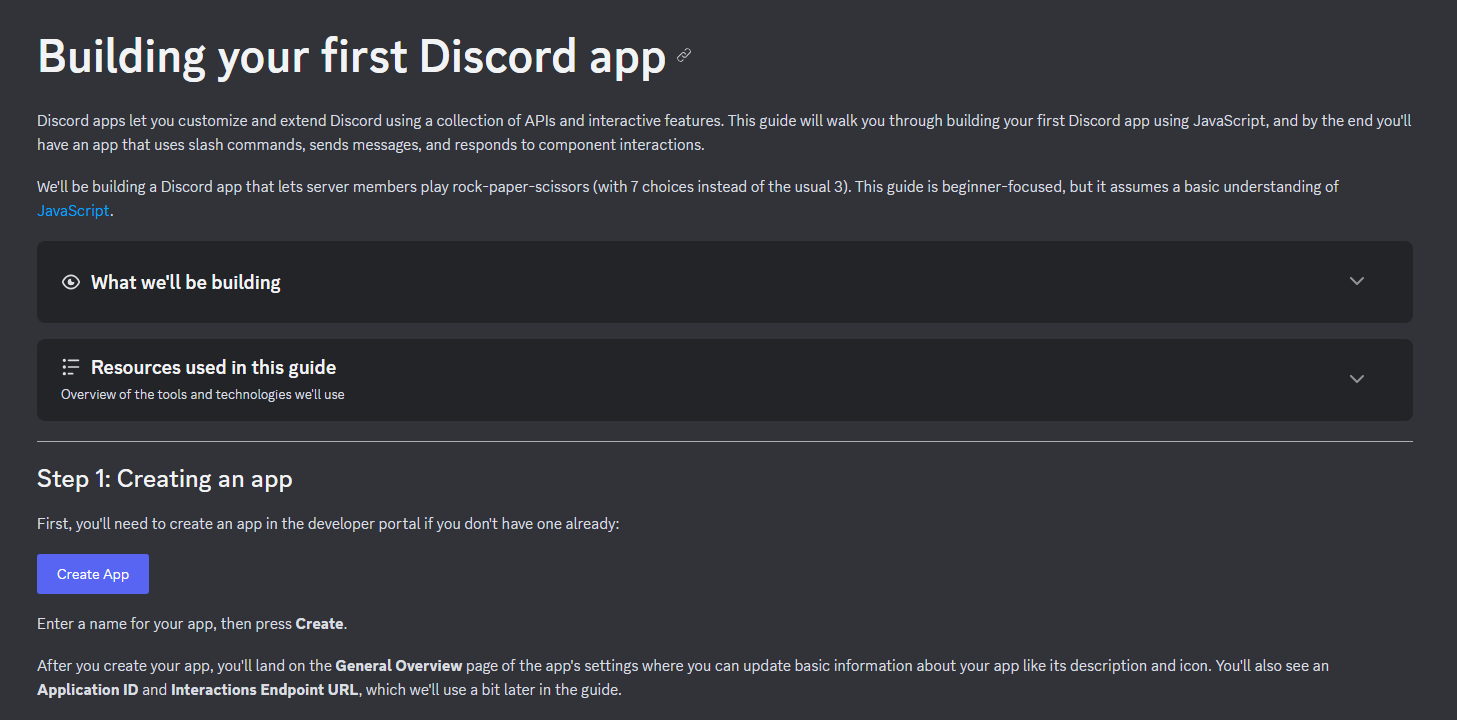 Building your first Discord app
Discord apps let you customize and extend Discord using a collection of APIs and interactive features. This guide will walk you through building your first Discord app using JavaScript, and by the end you'll
have an app that uses slash commands, sends messages, and responds to component interactions.
We'll be building a Discord app that lets server members play rock-paper-scissors (with 7 choices instead of the usual 3). This guide is beginner-focused, but it assumes a basic understanding of
JavaScript.
What we'll be building
Resources used in this guide
Overview of the tools and technologies we'll use
Step 1: Creating an app
First, you'll need to create an app in the developer portal if you don't have one already:
Create App
Enter a name for your app, then press Create.
After you create your app, you'll land on the General Overview page of the app's settings where you can update basic information about your app like its description and icon. You'll also see an
Application ID and Interactions Endpoint URL, which we'll use a bit later in the guide.